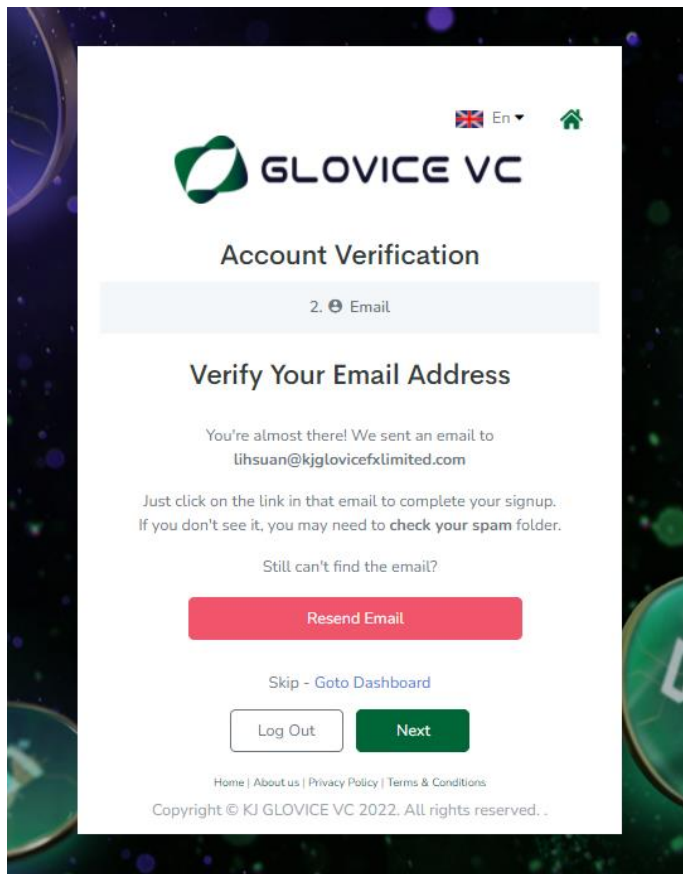 En
GLOVICE VC
Account Verification
2. Email
Verify Your Email Address
You're almost there! We sent an email to
lihsuan@kjglovicefxlimited.com
Just click on the link in that email to complete your signup.
If you don't see it, you may need to check your spam folder.
Still can't find the email?
Resend Email
Skip - Goto Dashboard
Log Out
Next
Home | About us | Privacy Policy | Terms & Conditions
Copyright © KJ GLOVICE VC 2022. All rights reserved. .